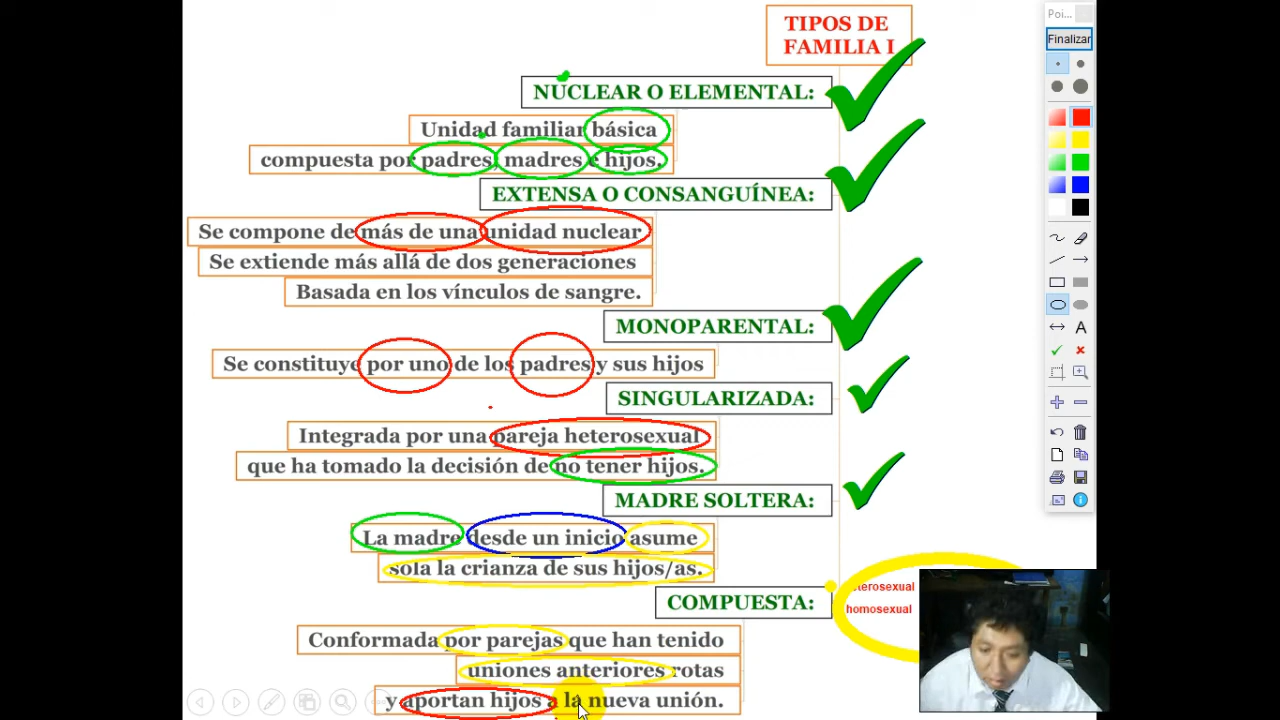 TIPOS DE
FAMILIA I
NUCLEAR O ELEMENTAL:
Unidad familiar básica
compuesta por padres, madres e hijos.
EXTENSA O CONSANGUÍNEA:
Se compone de más de una unidad nuclear
Se extiende más allá de dos generaciones
Basada en los vínculos de sangre.
MONOPARENTAL:
Se constituye por uno de los padres y sus hijos
SINGULARIZADA:
Integrada por una pareja heterosexual
que ha tomado la decisión de no tener hijos.
MADRE SOLTERA:
La madre desde un inicio asume
sola la crianza de sus hijos/as.
COMPUESTA:
terosexual
homosexual
Conformada por parejas que han tenido
uniones anteriores rotas
y aportan hijos a la nueva unión.
Poi...
Finalizar
A